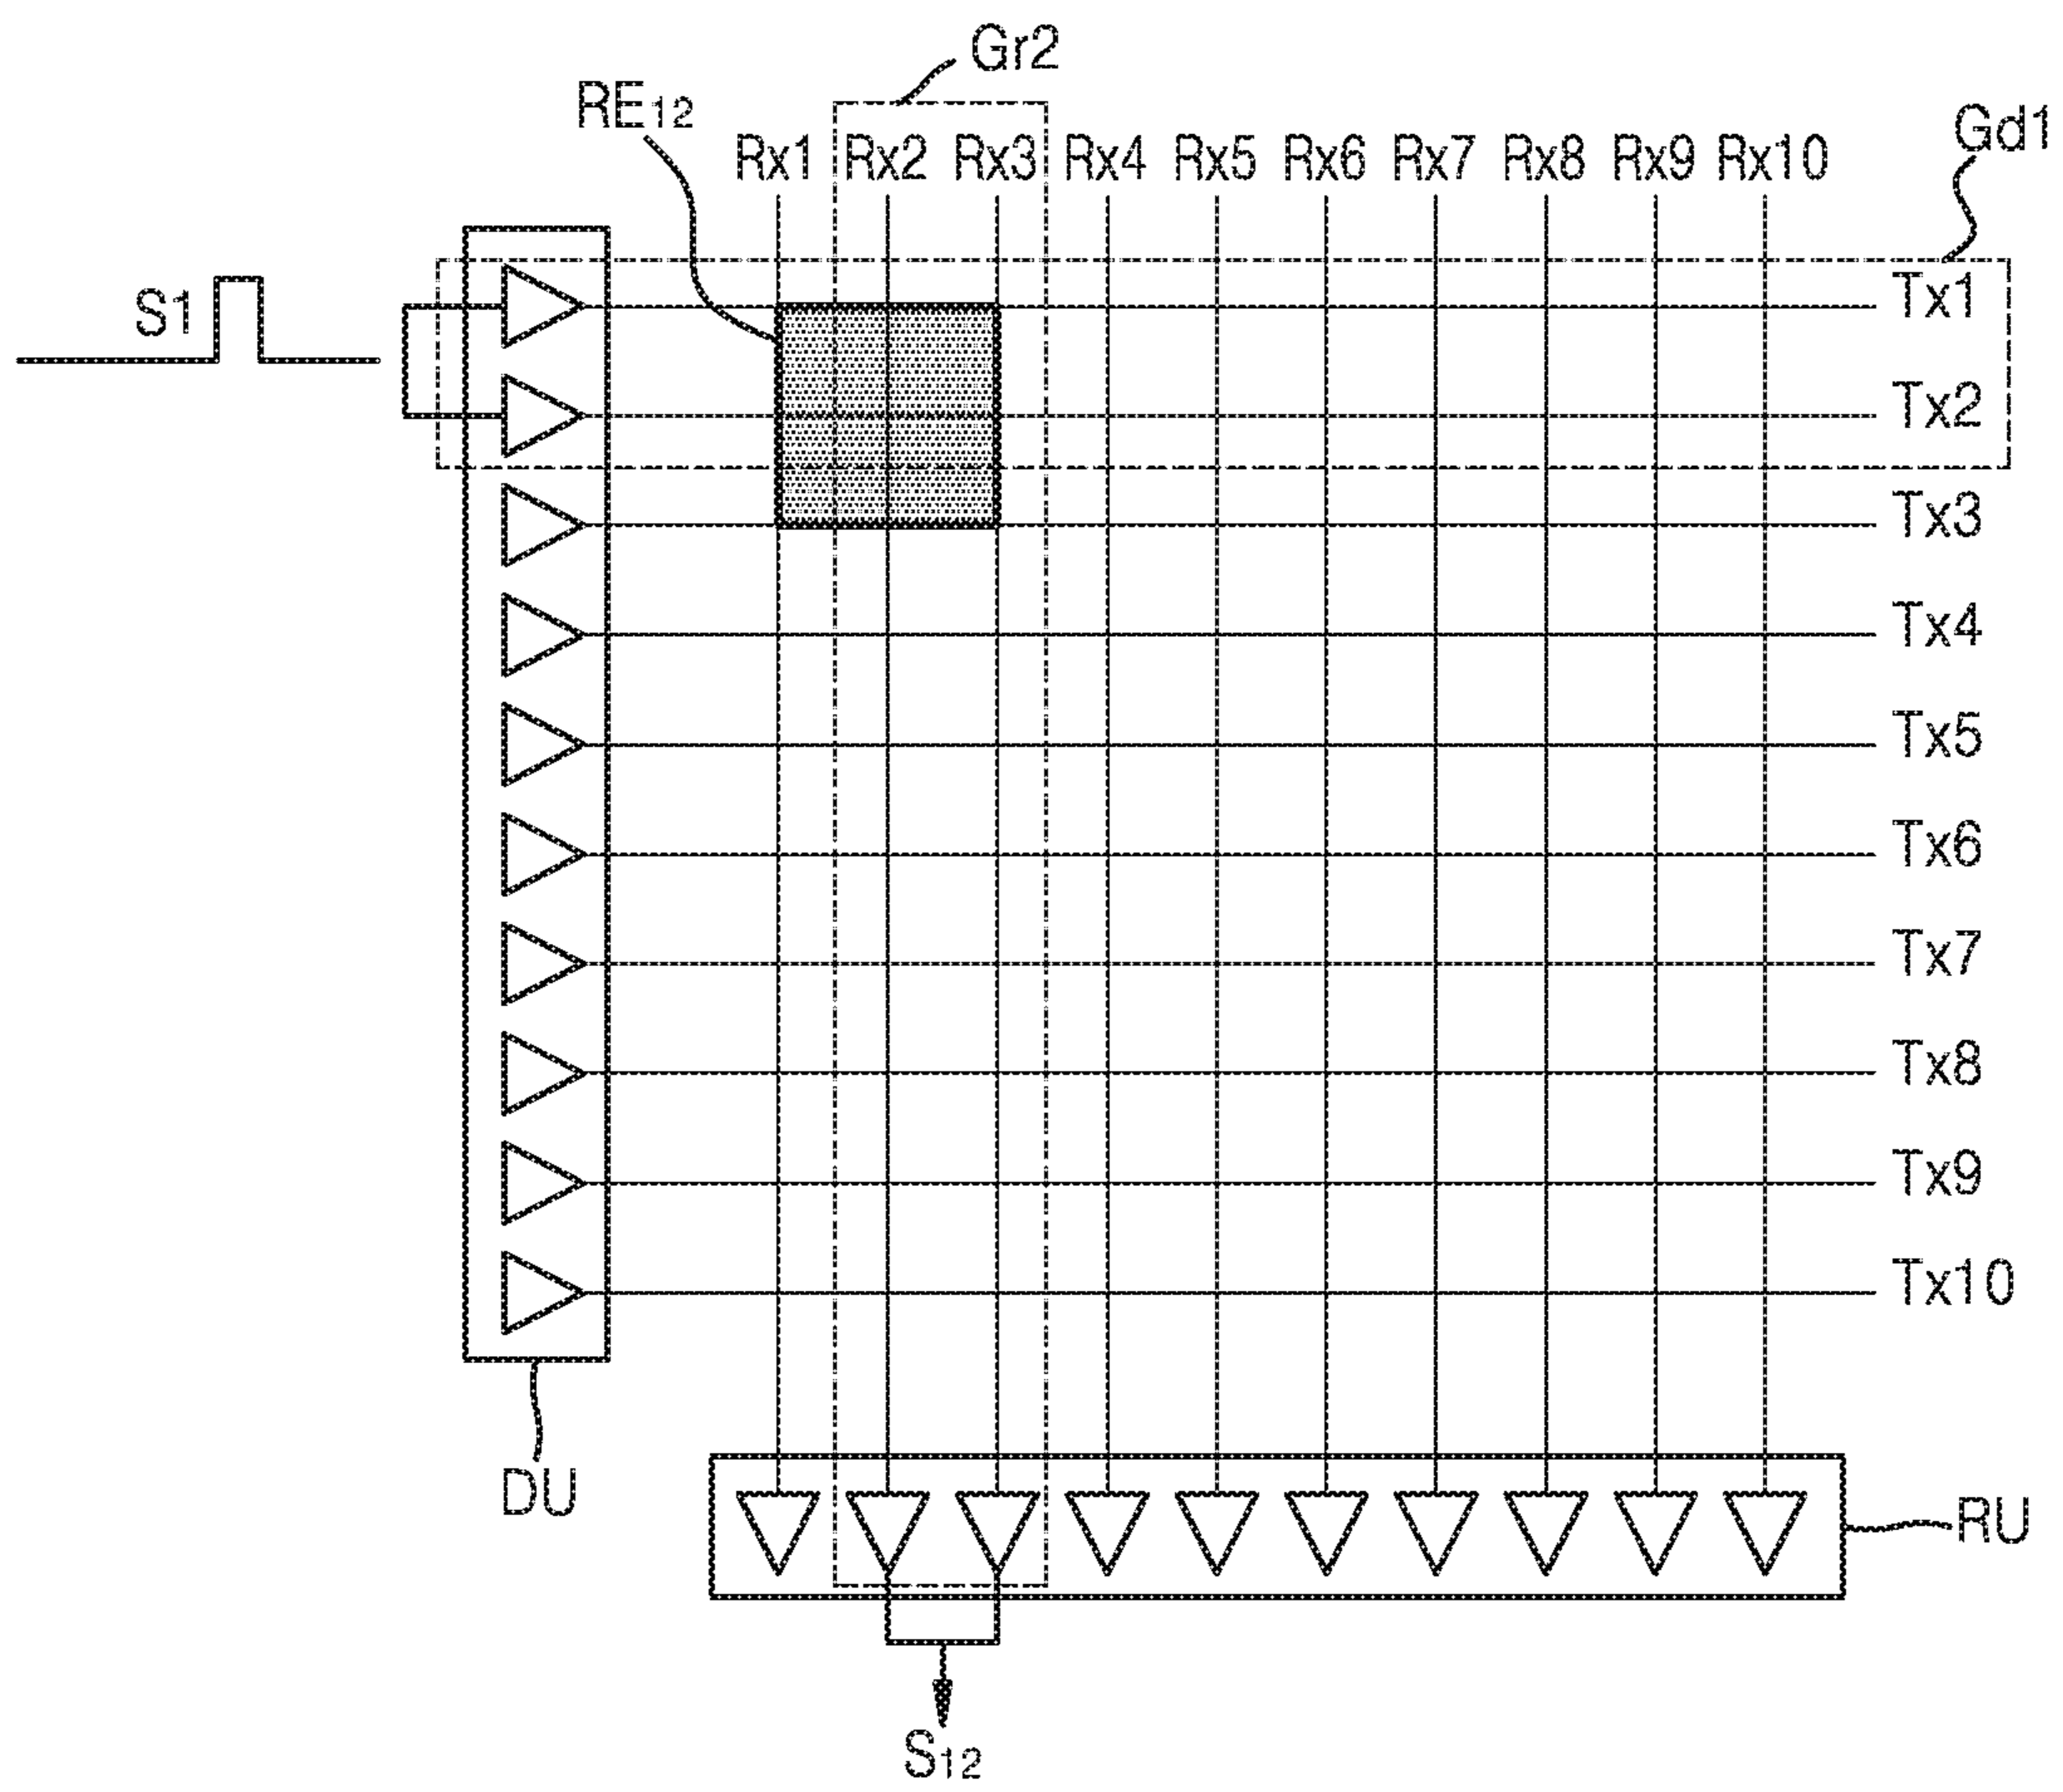 Gr2
RE12
Gd1
Rx1 Rx2 Rx3 Rx4 Rx5 Rx6 Rx7 Rx8 Rx9 Rx10
S1
Tx1
Tx2
Tx3
Tx4
Tx5
Tx6
Tx7
Tx8
Tx9
Tx10
DU
RU
S12